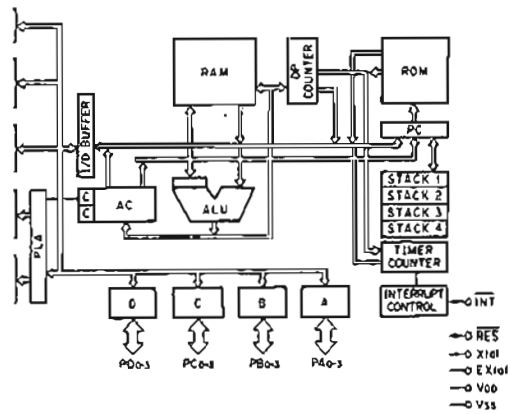 RAM
DP COUNTER
ROM
PC
I/O BUFFER
STACK 1
STACK 2
STACK 3
STACK 4
C
C
AC
ALU
PLA
TIMER COUNTER
INTERRUPT CONTROL
INT
D
C
B
A
RES
Xtal
EXtal
VDD
VSS
PD0-3
PC0-3
PB0-3
PA0-3